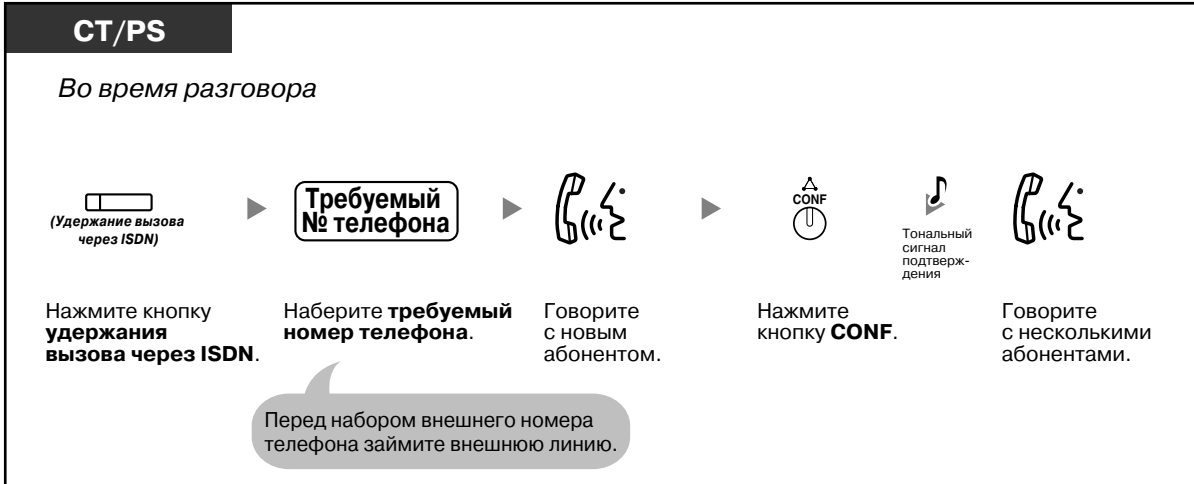 CT/PS
Во время разговора
(Удержание вызова
через ISDN)
Требуемый
№ телефона
CONF
Тональный
сигнал
подтверж-
дения
Нажмите кнопку
удержания
вызова через ISDN.
Наберите требуемый
номер телефона.
Говорите
с новым
абонентом.
Нажмите
кнопку CONF.
Говорите
с несколькими
абонентами.
Перед набором внешнего номера
телефона займите внешнюю линию.